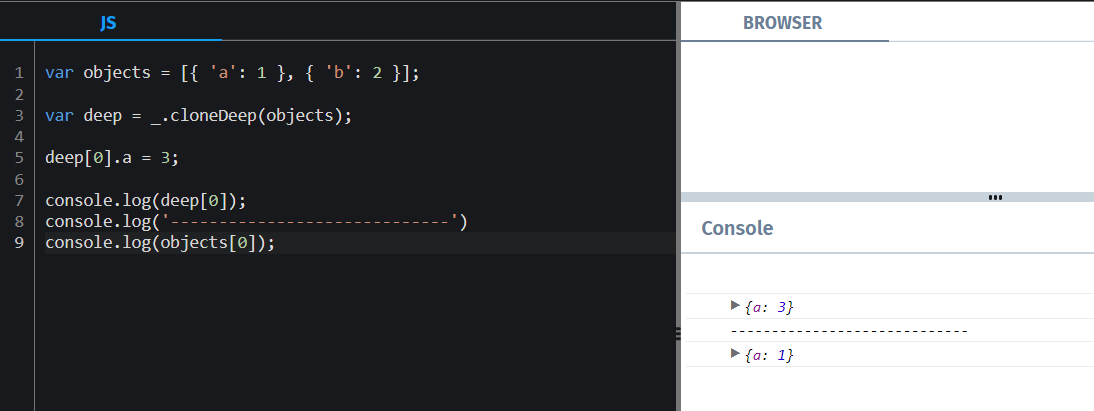 JS
1 var objects = [{ 'a': 1 }, { 'b': 2 }];
2
3 var deep = _.cloneDeep(objects);
4
5 deep[0].a = 3;
6
7 console.log(deep[0]);
8 console.log('-----------------------------')
9 console.log(objects[0]);
BROWSER
Console
{a: 3}
-----------------------------
{a: 1}